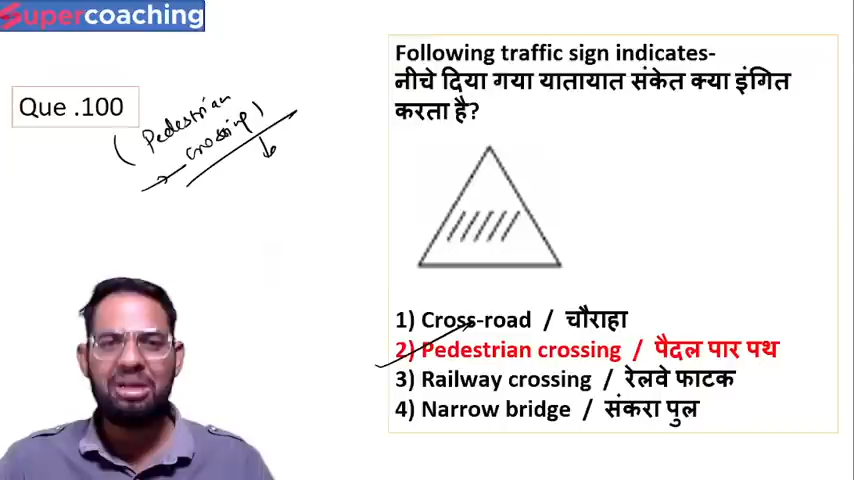 Supercoaching
Following traffic sign indicates-
नीचे दिया गया यातायात संकेत क्या इंगित
करता है?
Que .100
(Pedestrian
crossing)
1) Cross-road / चौराहा
2) Pedestrian crossing / पैदल पार पथ
3) Railway crossing / रेलवे फाटक
4) Narrow bridge / संकरा पुल